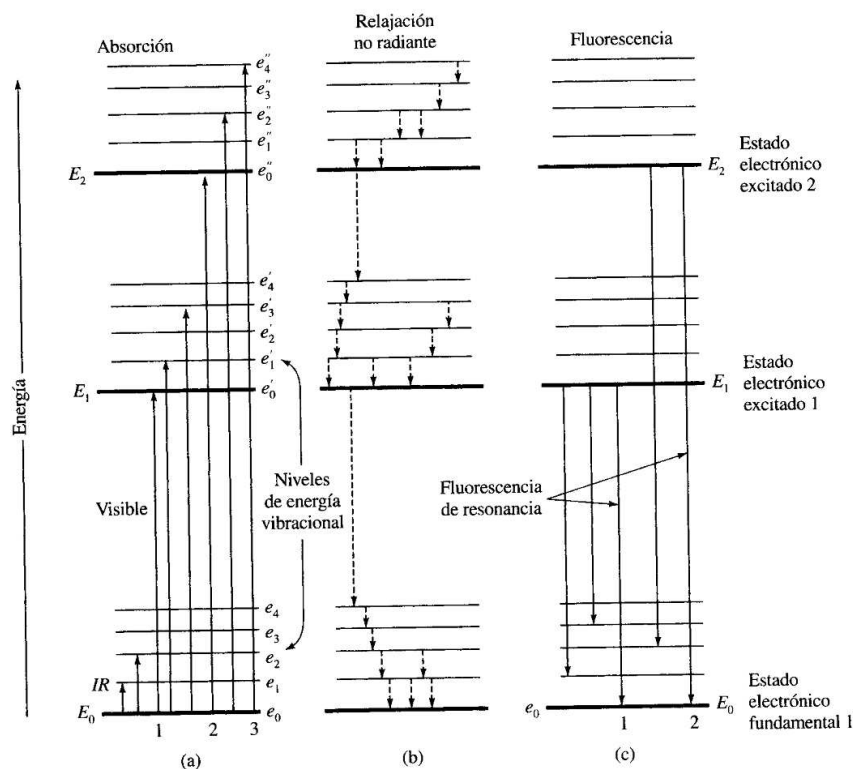 Absorción
Relajación
no radiante
Fluorescencia
Energía
e₄''
e₃''
e₂''
e₁''
E₂
e₀''
E₂
Estado
electrónico
excitado 2
e₄'
e₃'
e₂'
e₁'
E₁
e₀'
E₁
Estado
electrónico
excitado 1
Visible
Niveles
de energía
vibracional
Fluorescencia
de resonancia
e₄
e₃
e₂
IR
e₁
E₀
e₀
e₀
E₀
Estado
electrónico
fundamental 1
1
2
3
1
2
(a)
(b)
(c)